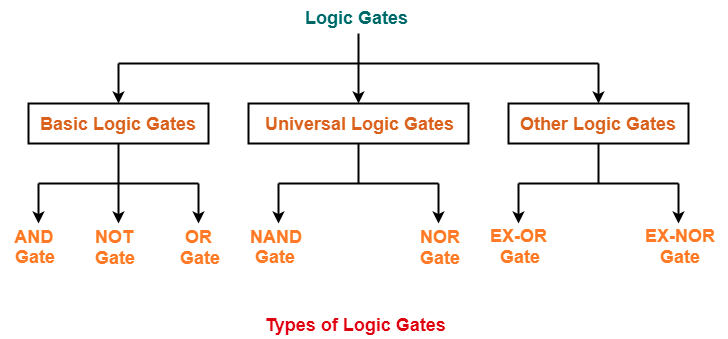 Logic Gates
Basic Logic Gates
Universal Logic Gates
Other Logic Gates
AND
Gate
NOT
Gate
OR
Gate
NAND
Gate
NOR
Gate
EX-OR
Gate
EX-NOR
Gate
Types of Logic Gates